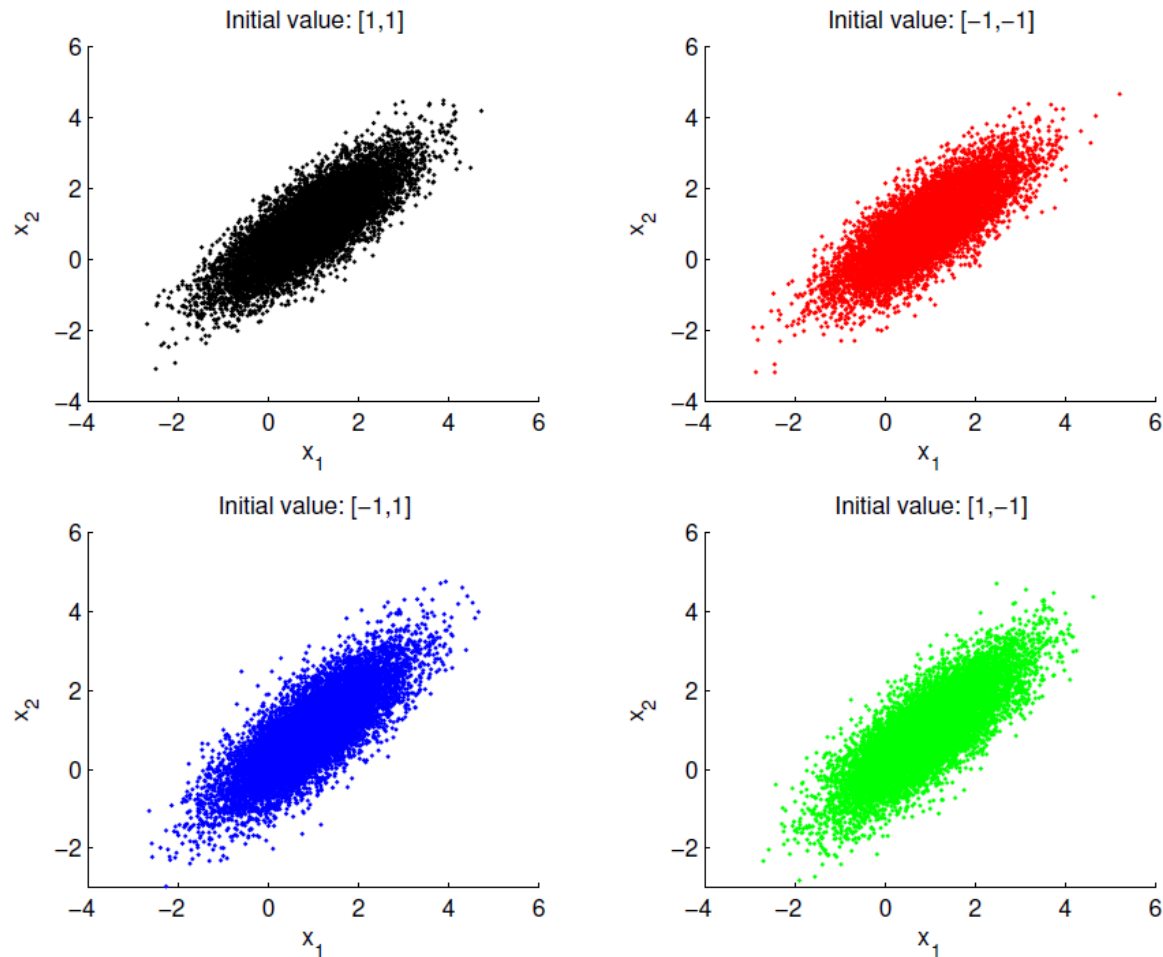 Initial value: [1,1]
6
4
2
0
−2
−4
−4 −2 0 2 4 6
x₂
x₁
Initial value: [−1,−1]
6
4
2
0
−2
−4
−4 −2 0 2 4 6
x₂
x₁
Initial value: [−1,1]
6
4
2
0
−2
−4 −2 0 2 4 6
x₂
x₁
Initial value: [1,−1]
6
4
2
0
−2
−4 −2 0 2 4 6
x₂
x₁